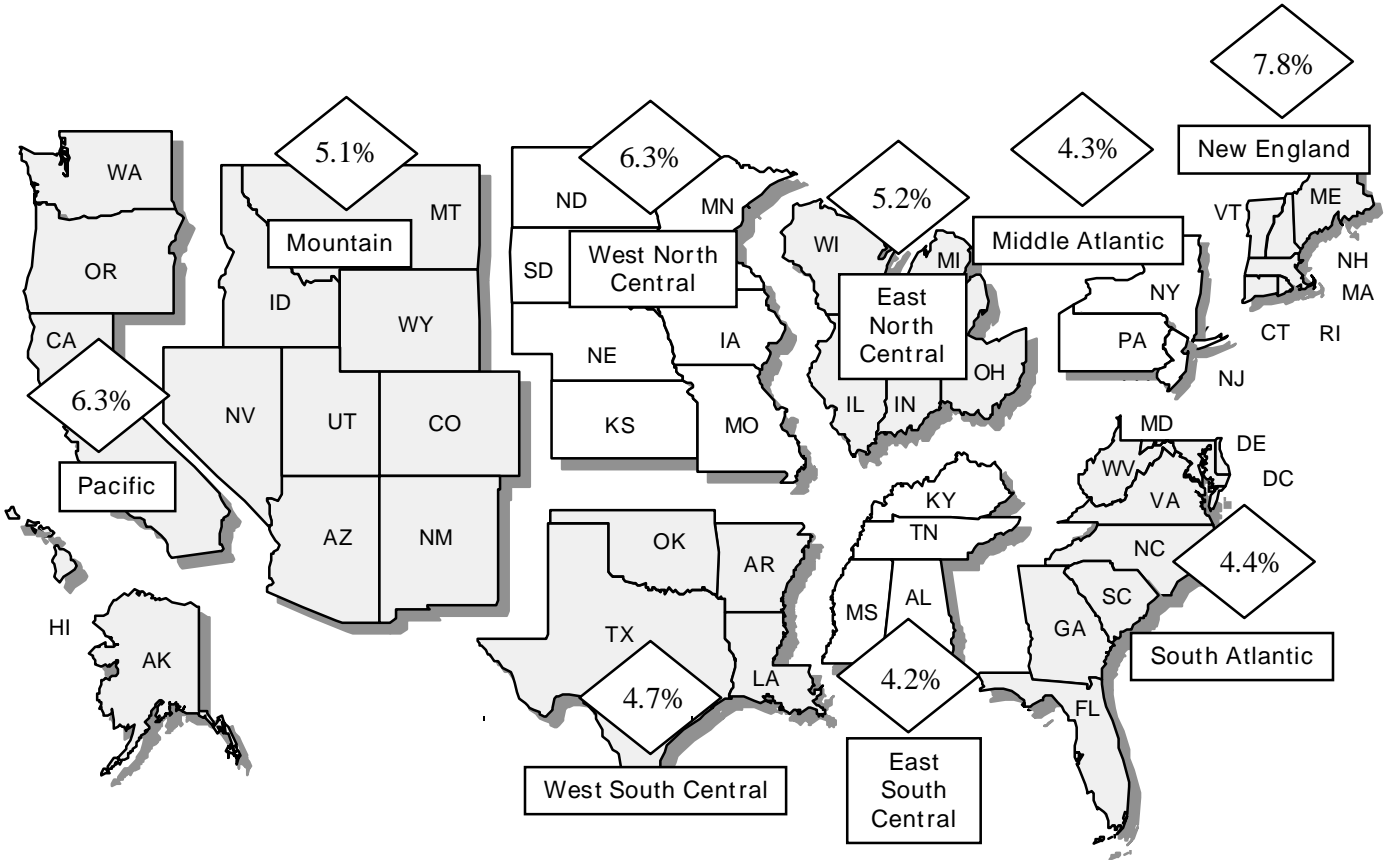 7.8%
New England
ME
VT
NH
MA
CT
RI
4.3%
Middle Atlantic
NY
PA
NJ
5.2%
WI
MI
East
North
Central
OH
IL
IN
6.3%
ND
MN
West North
Central
SD
NE
IA
KS
MO
5.1%
MT
Mountain
ID
WY
NV
UT
CO
AZ
NM
WA
OR
CA
6.3%
Pacific
HI
AK
OK
AR
TX
LA
4.7%
West South Central
KY
TN
MS
AL
4.2%
East
South
Central
MD
DE
WV
DC
VA
NC
4.4%
SC
GA
South Atlantic
FL